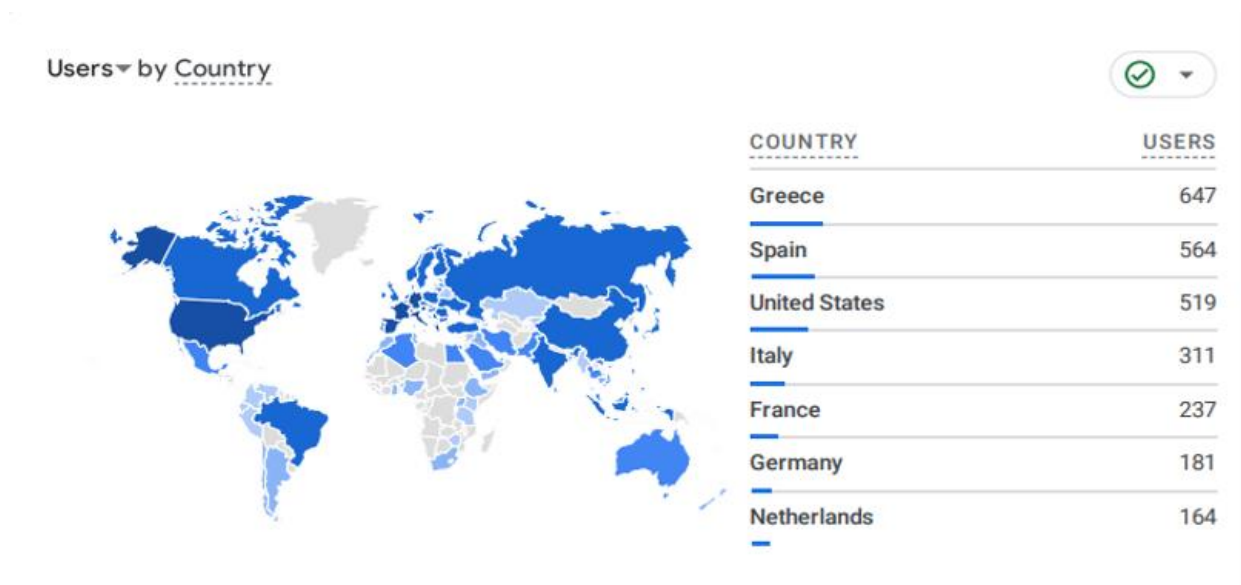 Users by Country
COUNTRY USERS
Greece 647
Spain 564
United States 519
Italy 311
France 237
Germany 181
Netherlands 164